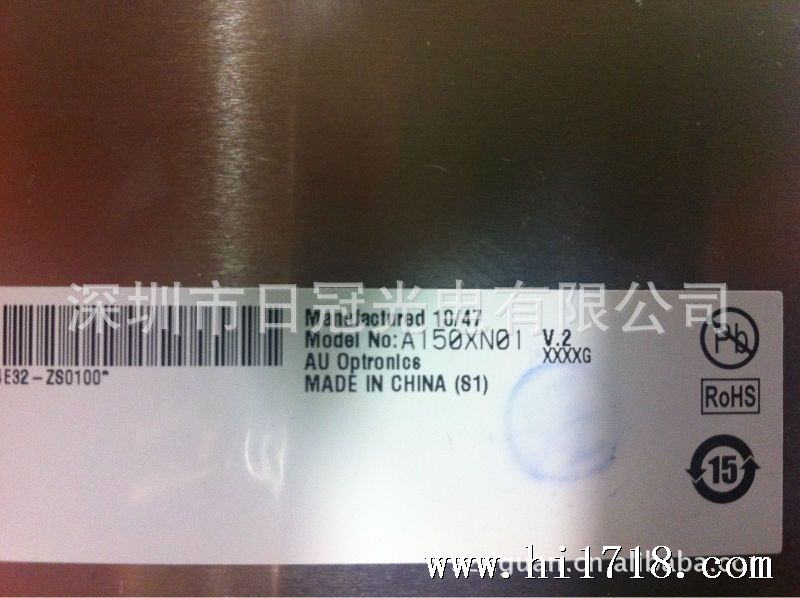 深圳市日冠光电有限公司
Manufactured 10/47
Model No: A150XN01 V.2
AU Optronics XXXXG
MADE IN CHINA (S1)
E32-ZS0100*
Pb
RoHS
15
www.hi1718.com